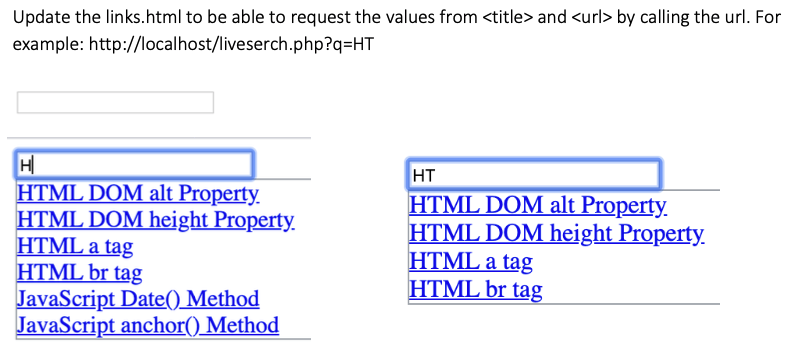 Update the links.html to be able to request the values from <title> and <url> by calling the url. For
example: http://localhost/liveserch.php?q=HT
H
HTML DOM alt Property
HTML DOM height Property
HTML a tag
HTML br tag
JavaScript Date() Method
JavaScript anchor() Method
HT
HTML DOM alt Property
HTML DOM height Property
HTML a tag
HTML br tag